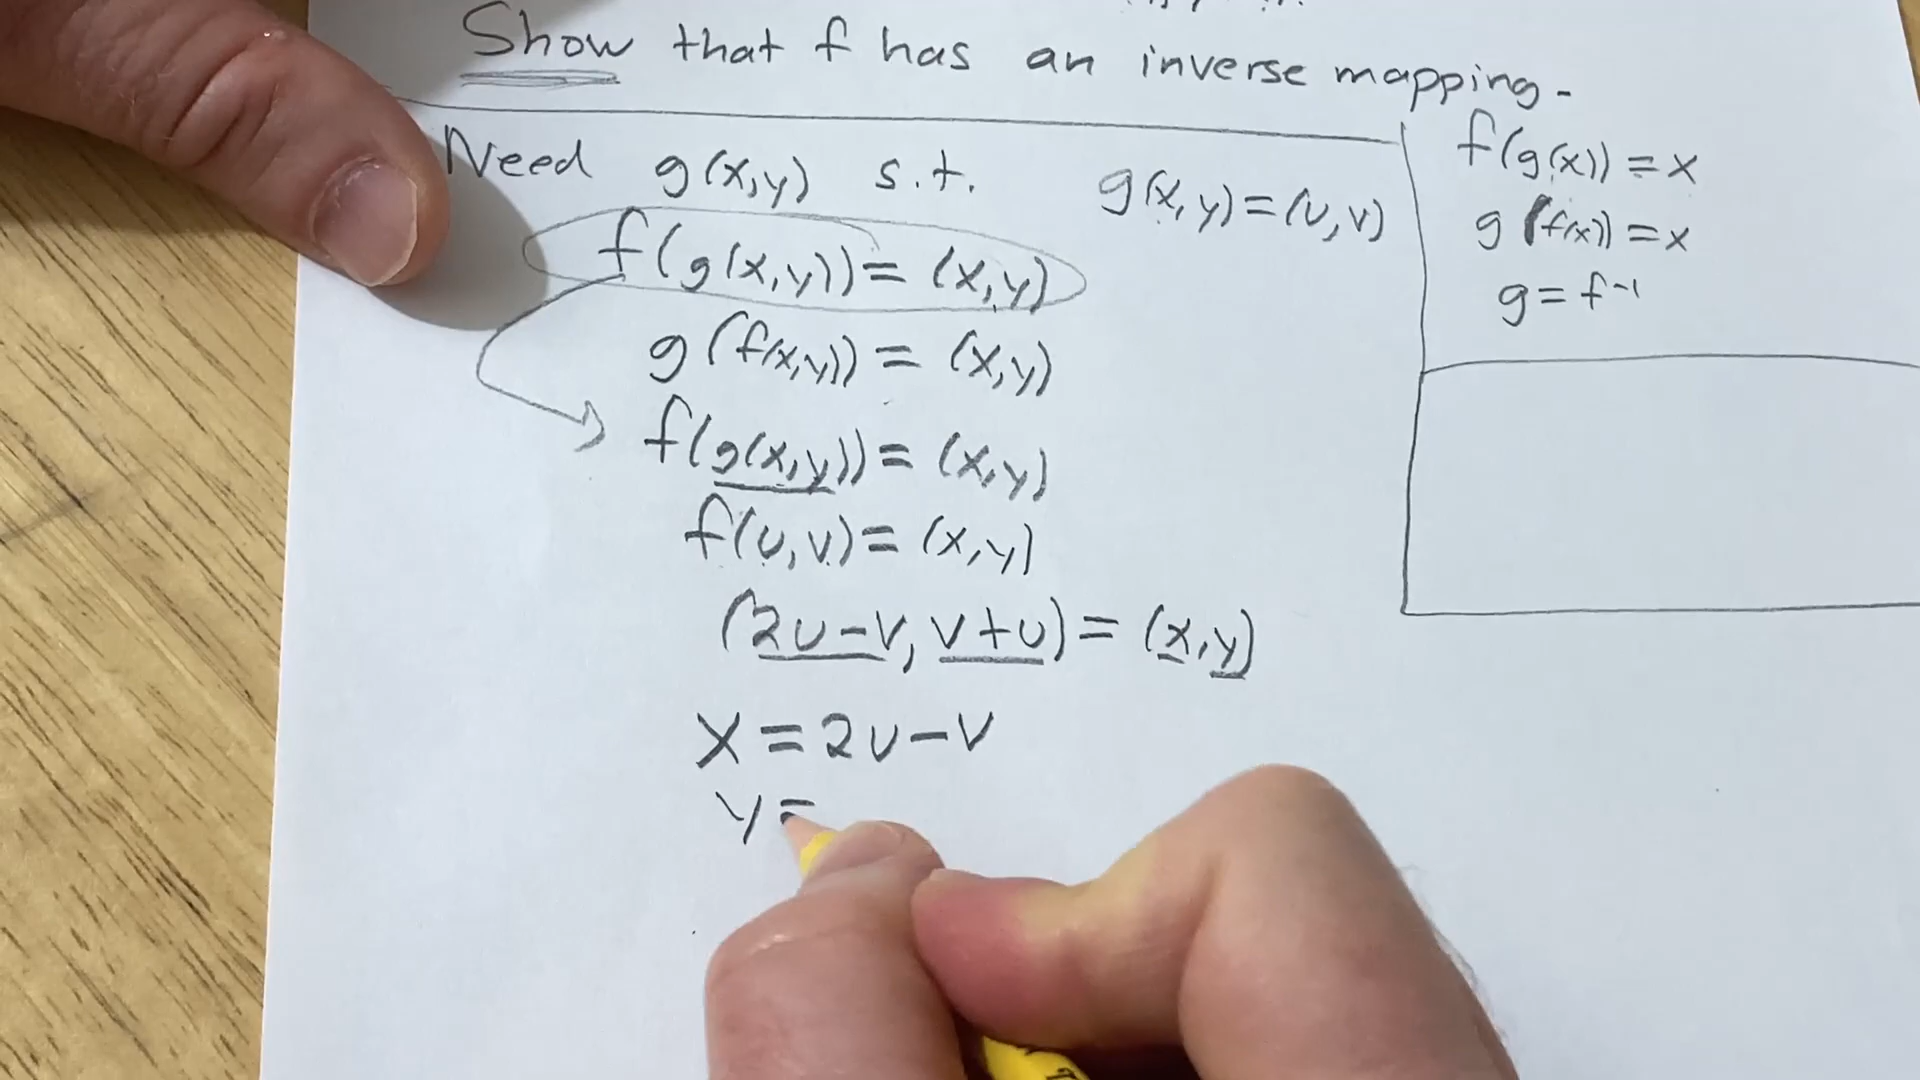 Show that f has an inverse mapping.
Need g(x,y) s.t. g(x,y)=(u,v)
f(g(x,y))=(x,y)
g(f(x,y))=(x,y)
f(g(x,y))=(x,y)
f(u,v)=(x,y)
(2u-v, v+u)=(x,y)
x=2u-v
y=
f(g(x))=x
g(f(x))=x
g=f⁻¹